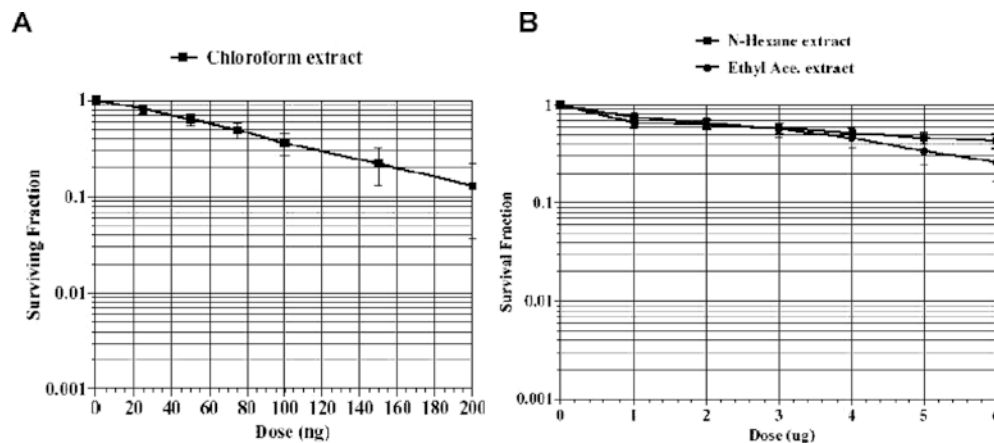 A
Chloroform extract
1
0.1
0.01
0.001
Surviving Fraction
0 20 40 60 80 100 120 140 160 180 200
Dose (ng)
B
N-Hexane extract
Ethyl Ace. extract
1
0.1
0.01
0.001
Survival Fraction
0 1 2 3 4 5
Dose (ug)